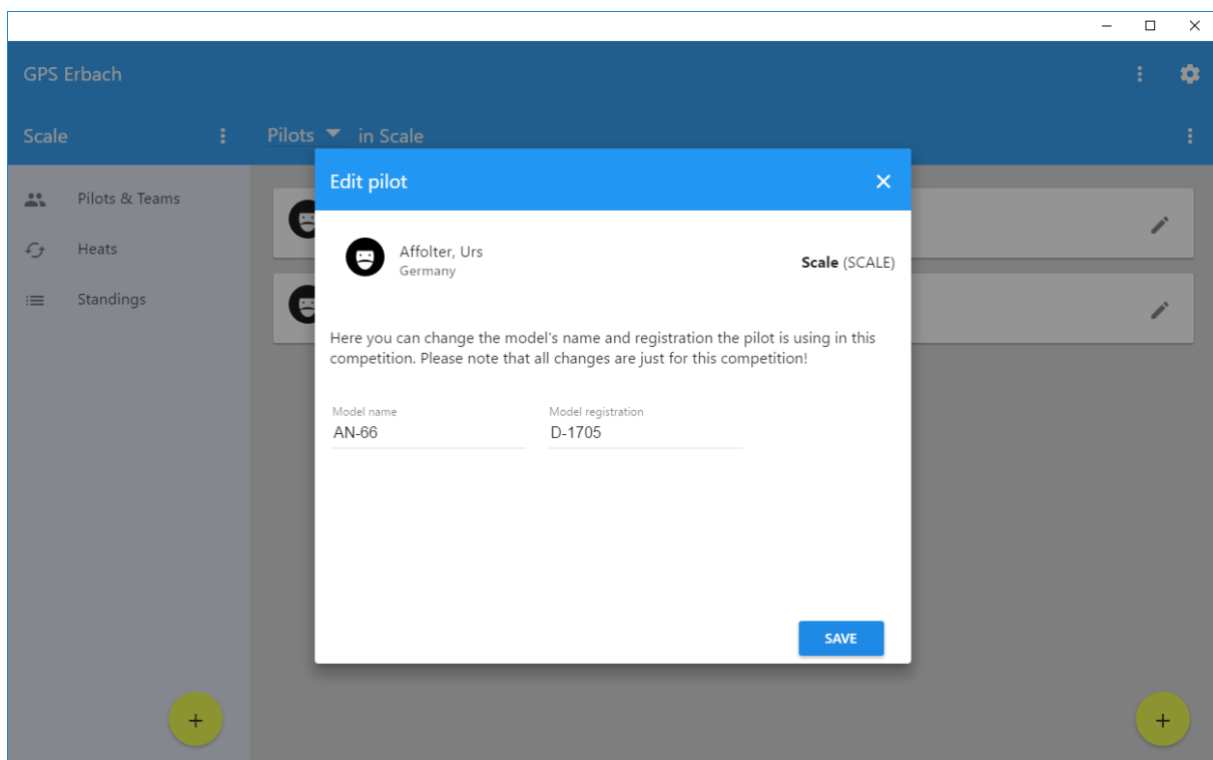 GPS Erbach
Scale
Pilots in Scale
Edit pilot
Pilots & Teams
Heats
Standings
Affolter, Urs
Germany
Scale (SCALE)
Here you can change the model's name and registration the pilot is using in this
competition. Please note that all changes are just for this competition!
Model name
Model registration
AN-66
D-1705
SAVE